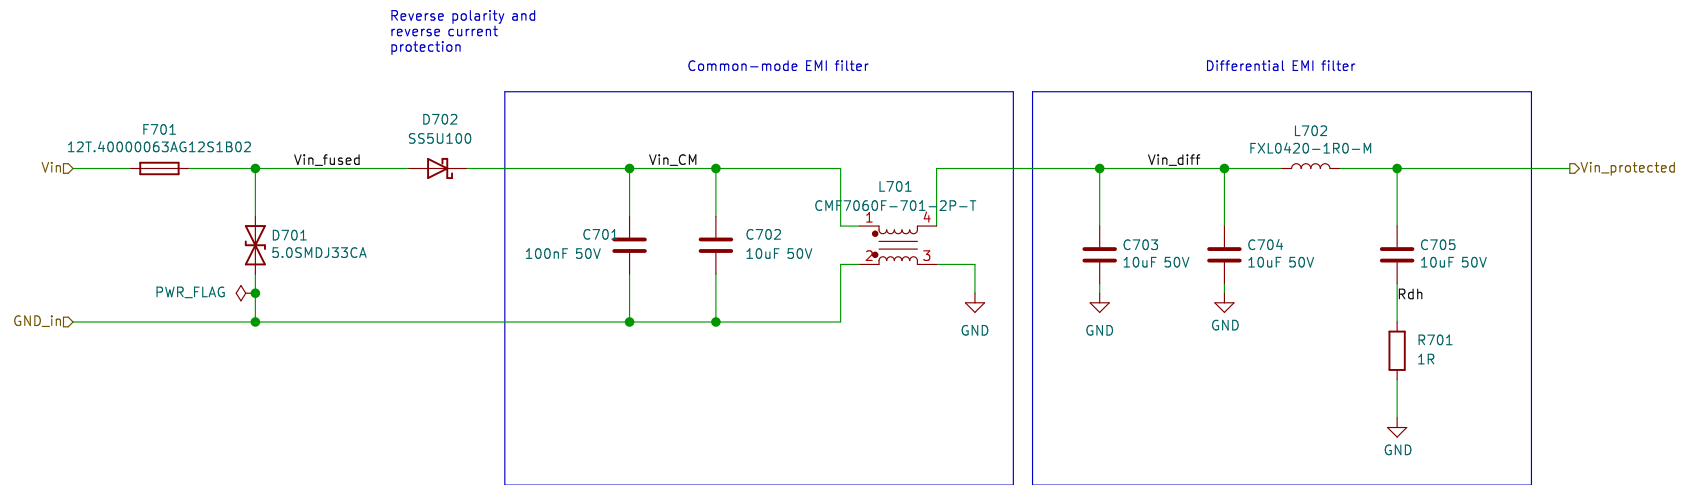 Reverse polarity and
reverse current
protection
Common-mode EMI filter
Differential EMI filter
F701
12T.40000063AG12S1B02
Vin
Vin_fused
D702
SS5U100
D701
5.0SMDJ33CA
PWR_FLAG
GND_in
Vin_CM
C701
100nF 50V
C702
10uF 50V
L701
CMF7060F-701-2P-T
1
4
2
3
GND
Vin_diff
L702
FXL0420-1R0-M
Vin_protected
C703
10uF 50V
GND
C704
10uF 50V
GND
C705
10uF 50V
Rdh
R701
1R
GND